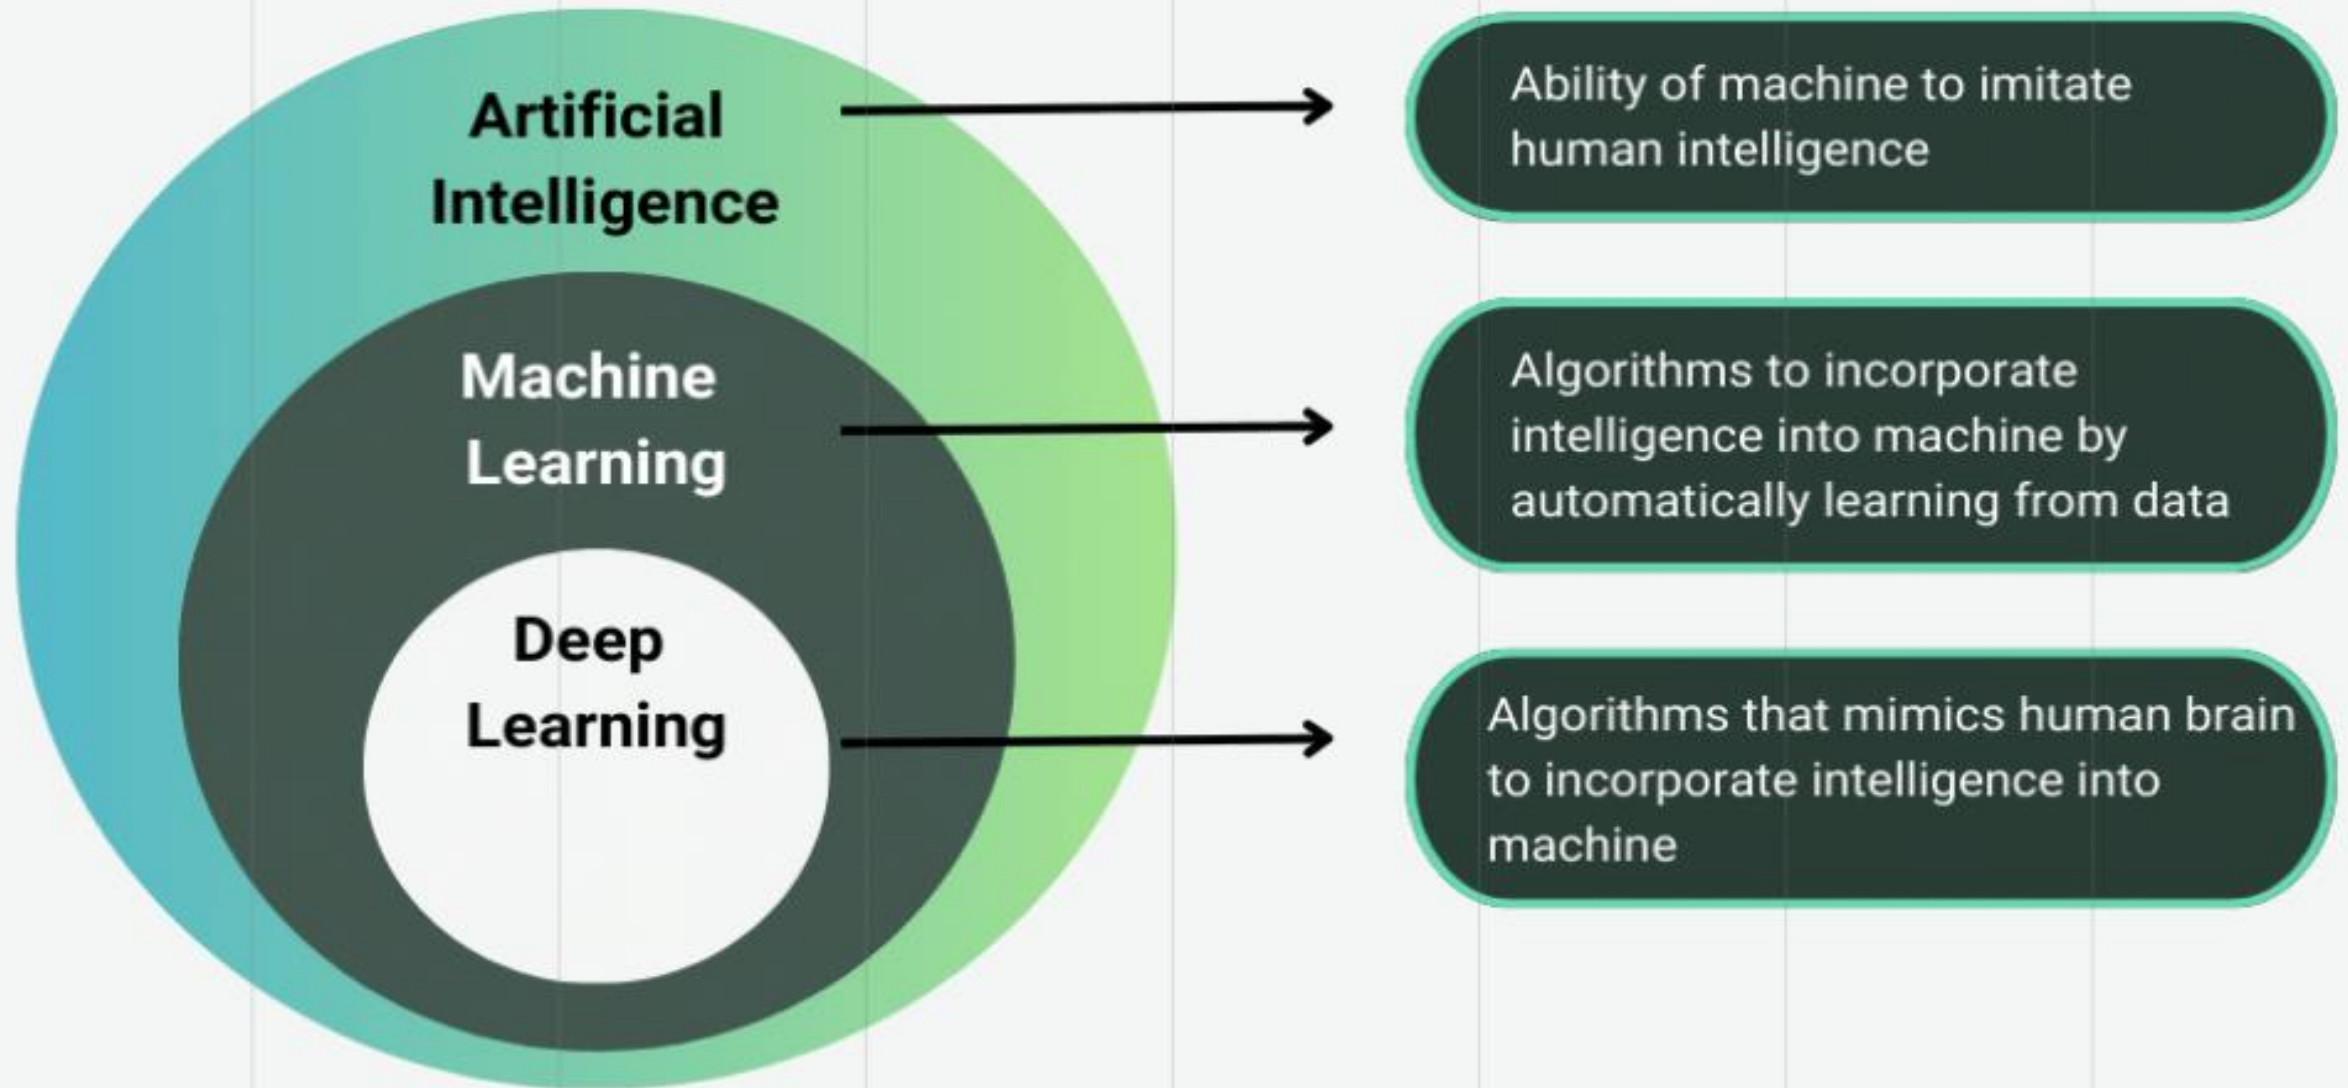 Artificial
Intelligence
Ability of machine to imitate
human intelligence
Machine
Learning
Algorithms to incorporate
intelligence into machine by
automatically learning from data
Deep
Learning
Algorithms that mimics human brain
to incorporate intelligence into
machine